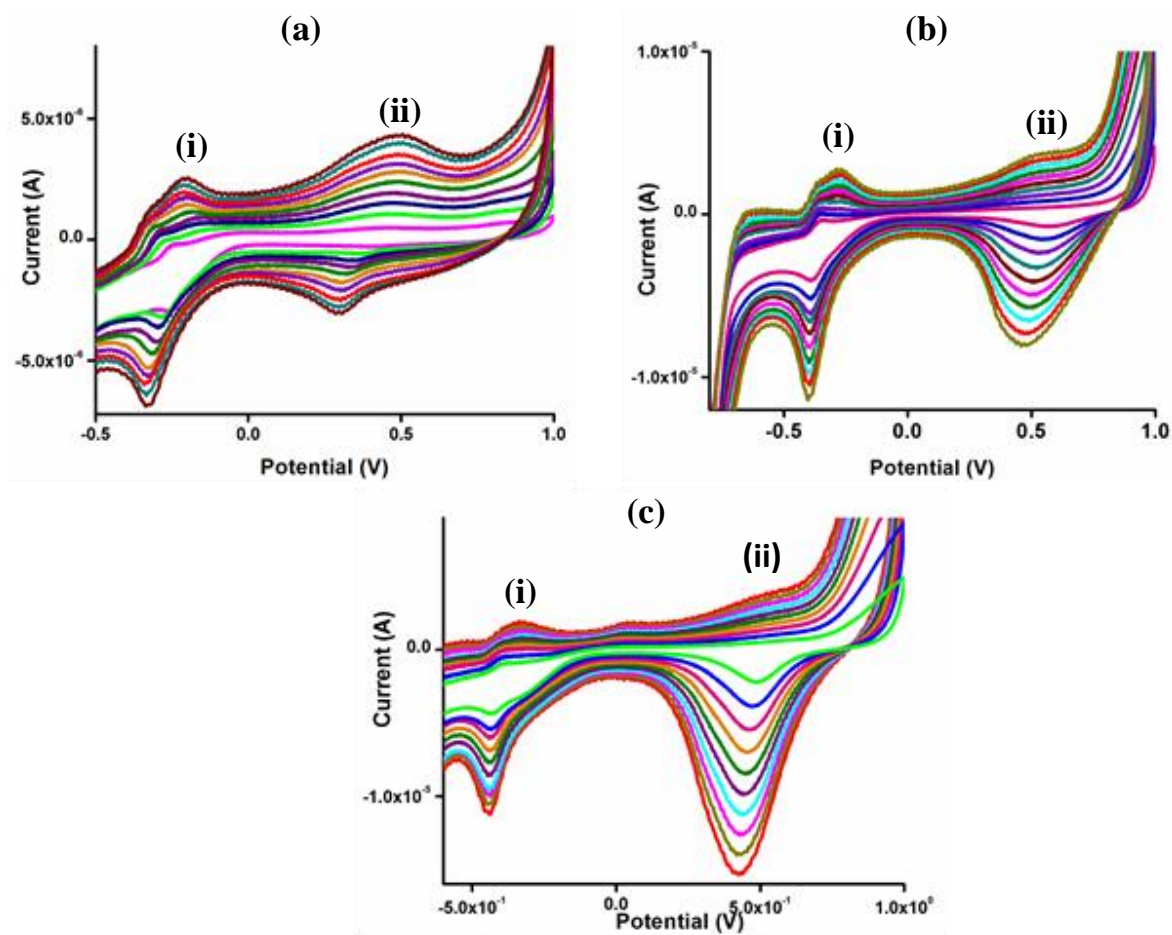 (a)
(i)
(ii)
5.0x10⁻⁶
0.0
-5.0x10⁻⁶
Current (A)
-0.5
0.0
0.5
1.0
Potential (V)
(b)
(i)
(ii)
1.0x10⁻⁵
0.0
-1.0x10⁻⁵
Current (A)
-0.5
0.0
0.5
1.0
Potential (V)
(c)
(i)
(ii)
0.0
-1.0x10⁻⁵
Current (A)
-5.0x10⁻¹
0.0
5.0x10⁻¹
1.0x10⁰
Potential (V)